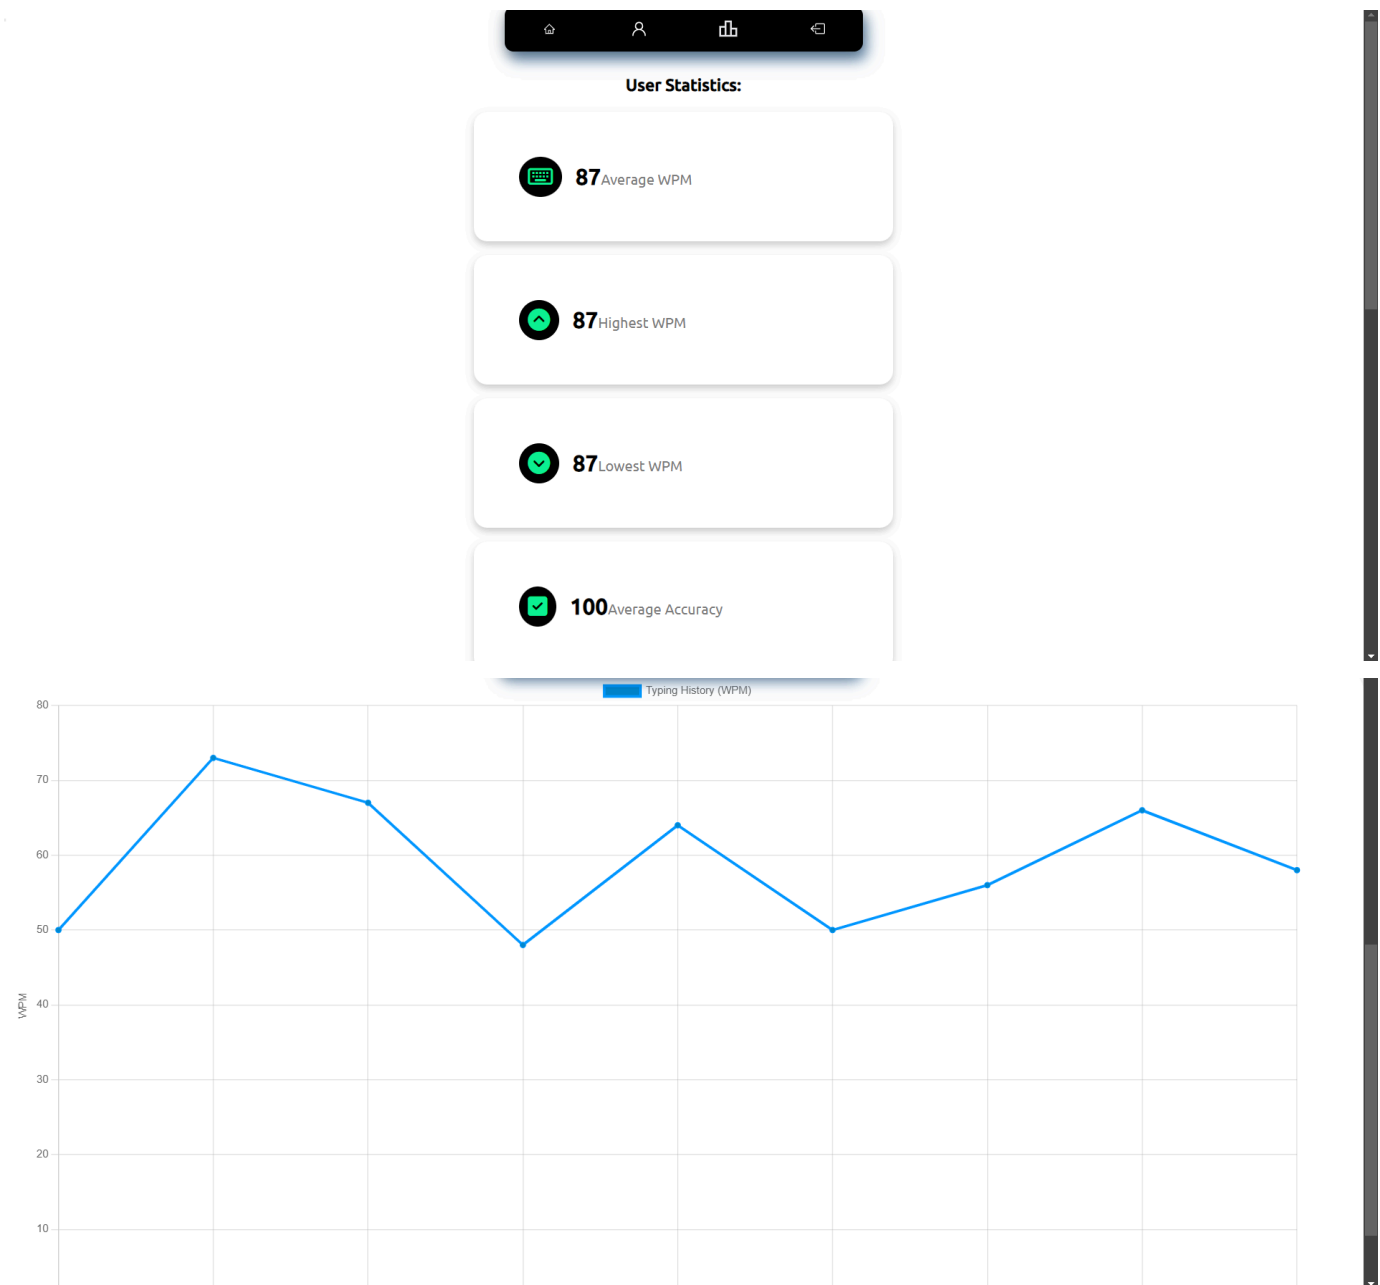 User Statistics:
87Average WPM
87Highest WPM
87Lowest WPM
100Average Accuracy
Typing History (WPM)
80
70
60
50
40
30
20
10
WPM